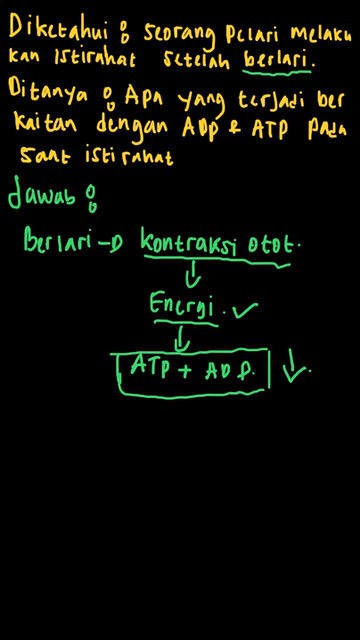 Diketahui : seorang pelari melaku
kan istirahat setelah berlari.
Ditanya : Apa yang terjadi ber
kaitan dengan ADP & ATP pada
saat istirahat
Jawab :
Berlari → kontraksi otot.
↓
Energi. ✓
↓
ATP + ADP. ↓.